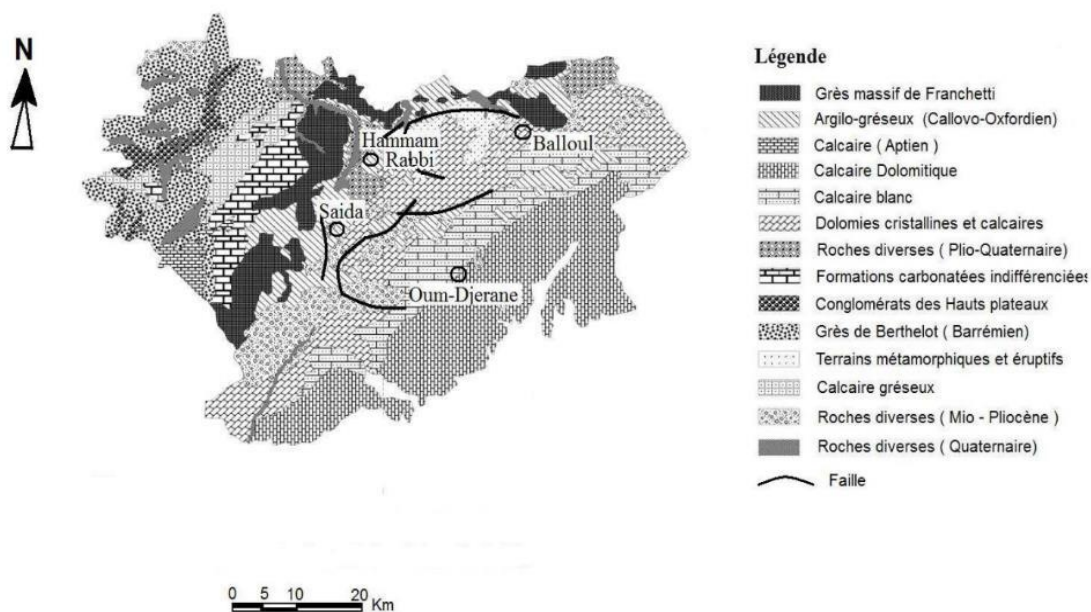 N
Hammam
Rabbi
Balloul
Saida
Oum-Djerane
0 5 10 20
Km
Légende
Grès massif de Franchetti
Argilo-gréseux (Callovo-Oxfordien)
Calcaire ( Aptien )
Calcaire Dolomitique
Calcaire blanc
Dolomies cristallines et calcaires
Roches diverses ( Plio-Quaternaire)
Formations carbonatées indifférenciées
Conglomérats des Hauts plateaux
Grès de Berthelot ( Barrémien)
Terrains métamorphiques et éruptifs
Calcaire gréseux
Roches diverses ( Mio - Pliocène )
Roches diverses ( Quaternaire)
Faille